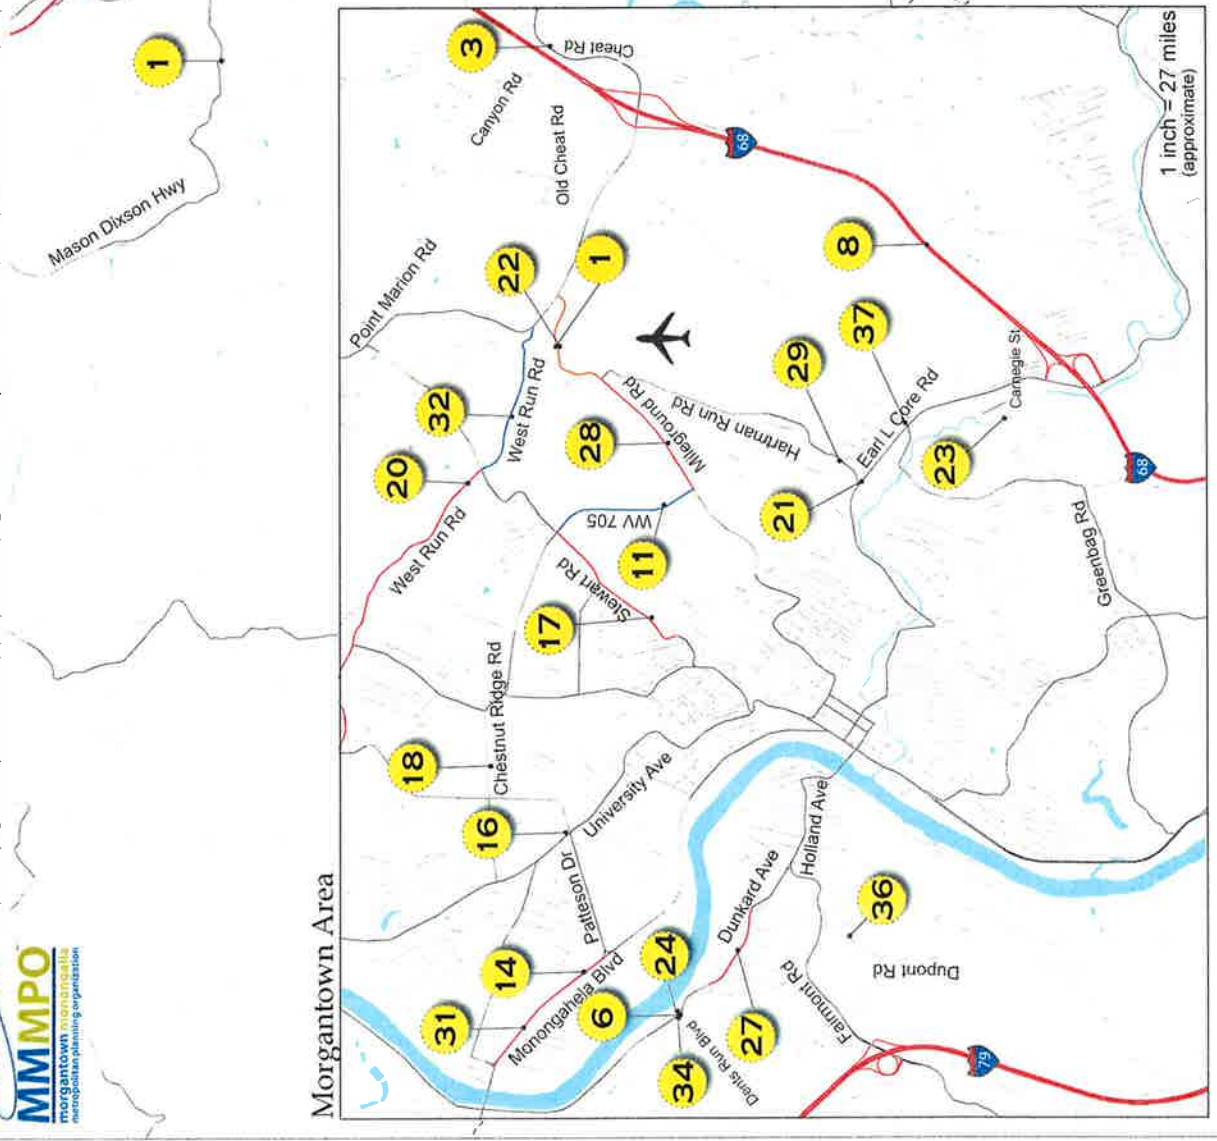 MMMPO
morgantown monongalia
metropolitan planning organization
Morgantown Area
1
Mason Dixson Hwy
3
Cheat Rd
Canyon Rd
Old Cheat Rd
68
1 inch = 27 miles
(approximate)
Point Marion Rd
22
1
8
32
West Run Rd
20
West Run Rd
28
Mileground Rd
Hartman Run Rd
29
37
Earl L Core Rd
Carnegie St
23
21
68
WV 705
11
Stewart Rd
17
Greenbag Rd
Chestnut Ridge Rd
18
16
University Ave
Patteson Dr
14
31
Monongahela Blvd
Holland Ave
Dunkard Ave
24
6
34
27
Dents Run Blvd
Fairmont Rd
36
Dupont Rd
79